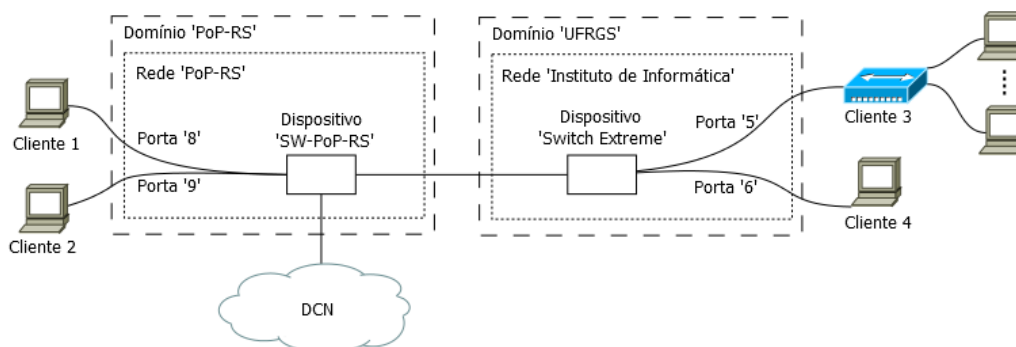 Domínio 'PoP-RS'
Rede 'PoP-RS'
Cliente 1
Porta '8'
Dispositivo
'SW-PoP-RS'
Porta '9'
Cliente 2
DCN
Domínio 'UFRGS'
Rede 'Instituto de Informática'
Dispositivo
'Switch Extreme'
Porta '5'
Porta '6'
Cliente 3
Cliente 4